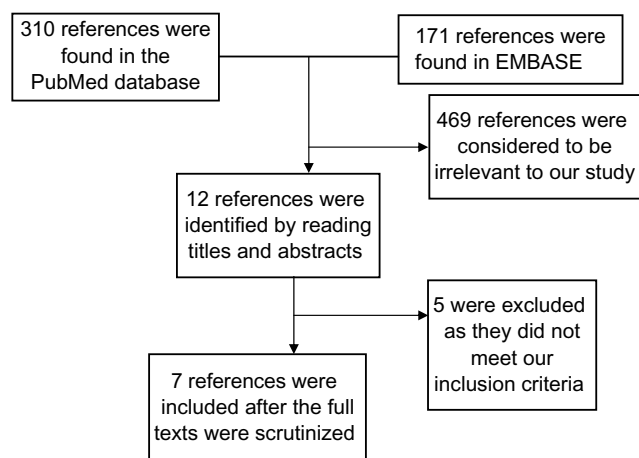 310 references were
found in the
PubMed database
171 references were
found in EMBASE
469 references were
considered to be
irrelevant to our study
12 references were
identified by reading
titles and abstracts
5 were excluded
as they did not
meet our
inclusion criteria
7 references were
included after the full
texts were scrutinized